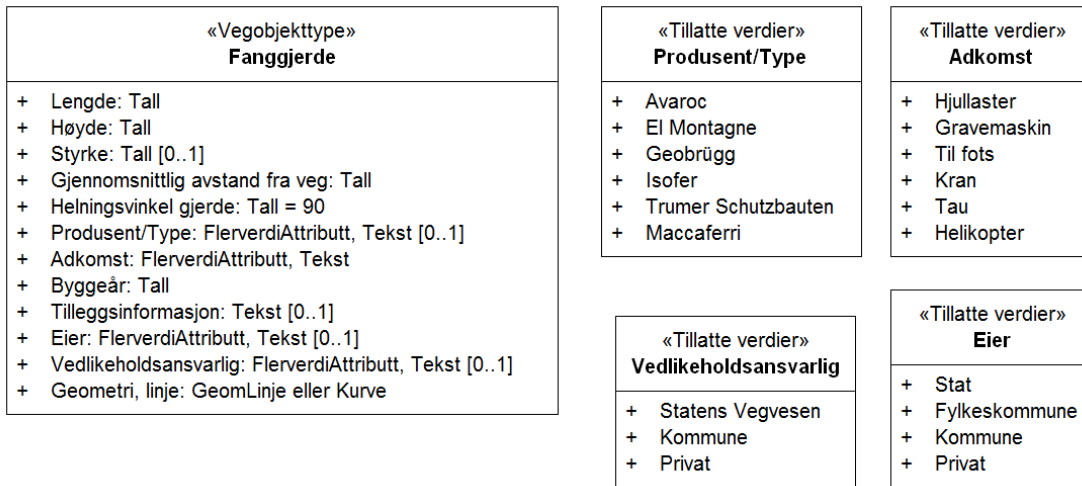 «Vegobjekttype»
Fanggjerde
+ Lengde: Tall
+ Høyde: Tall
+ Styrke: Tall [0..1]
+ Gjennomsnittlig avstand fra veg: Tall
+ Helningsvinkel gjerde: Tall = 90
+ Produsent/Type: FlerverdiAttributt, Tekst [0..1]
+ Adkomst: FlerverdiAttributt, Tekst
+ Byggeår: Tall
+ Tilleggsinformasjon: Tekst [0..1]
+ Eier: FlerverdiAttributt, Tekst [0..1]
+ Vedlikeholdsansvarlig: FlerverdiAttributt, Tekst [0..1]
+ Geometri, linje: GeomLinje eller Kurve
«Tillatte verdier»
Produsent/Type
+ Avaroc
+ El Montagne
+ Geobrügg
+ Isofer
+ Trumer Schutzbauten
+ Maccaferri
«Tillatte verdier»
Adkomst
+ Hjullaster
+ Gravemaskin
+ Til fots
+ Kran
+ Tau
+ Helikopter
«Tillatte verdier»
Vedlikeholdsansvarlig
+ Statens Vegvesen
+ Kommune
+ Privat
«Tillatte verdier»
Eier
+ Stat
+ Fylkeskommune
+ Kommune
+ Privat